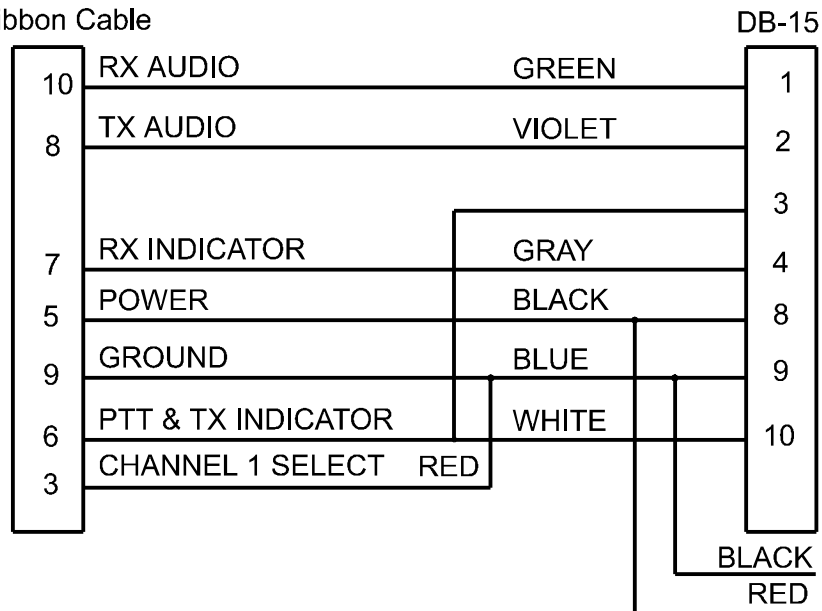 ibbon Cable DB-15
10 RX AUDIO GREEN 1
8 TX AUDIO VIOLET 2
3
7 RX INDICATOR GRAY 4
5 POWER BLACK 8
9 GROUND BLUE 9
6 PTT & TX INDICATOR WHITE 10
3 CHANNEL 1 SELECT RED
BLACK
RED